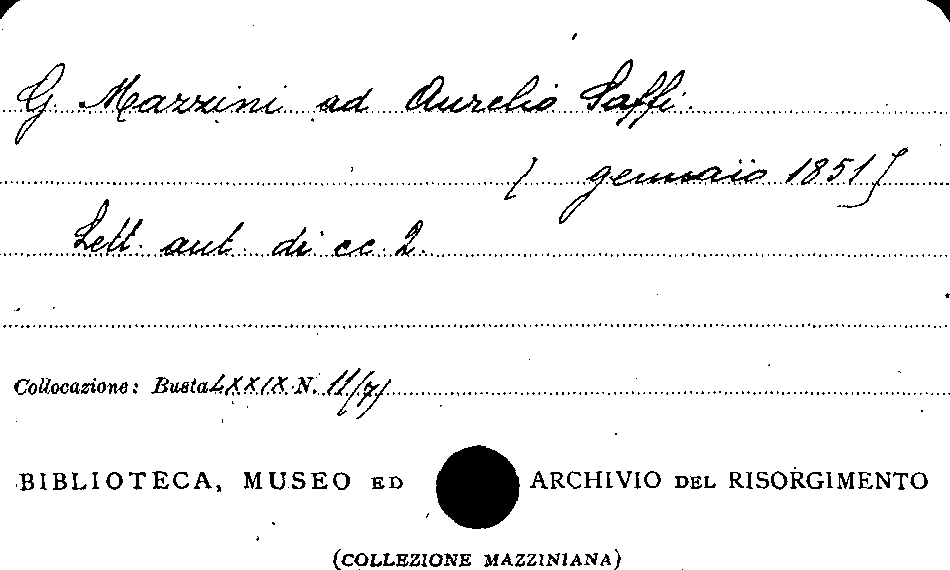 G. Mazzini ad Aurelio Saffi.
[ gennaio 1851]
Lett. aut. di cc. 2.
Collocazione: Busta LXXIX N. 11/7)
BIBLIOTECA, MUSEO ED ARCHIVIO DEL RISORGIMENTO
(COLLEZIONE MAZZINIANA)